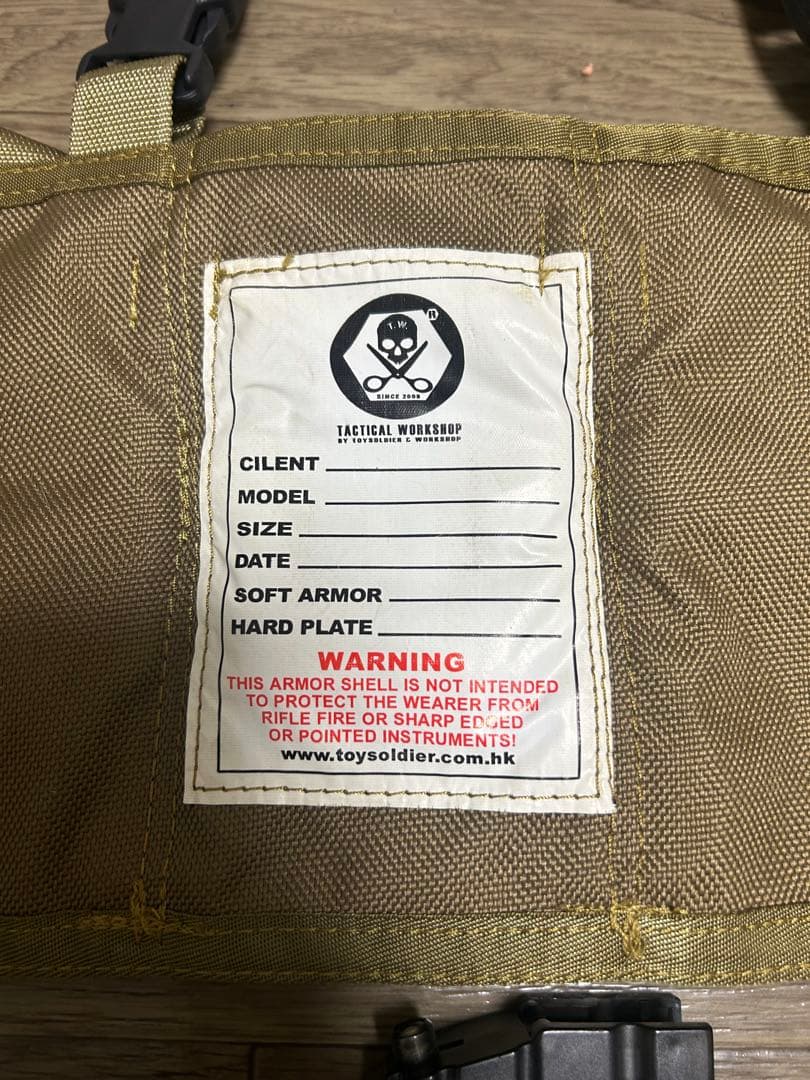 R
T.W.
SINCE 2008
TACTICAL WORKSHOP
BY TOYSOLDIER & WORKSHOP
CILENT
MODEL
SIZE
DATE
SOFT ARMOR
HARD PLATE
WARNING
THIS ARMOR SHELL IS NOT INTENDED
TO PROTECT THE WEARER FROM
RIFLE FIRE OR SHARP EDGED
OR POINTED INSTRUMENTS!
www.toysoldier.com.hk